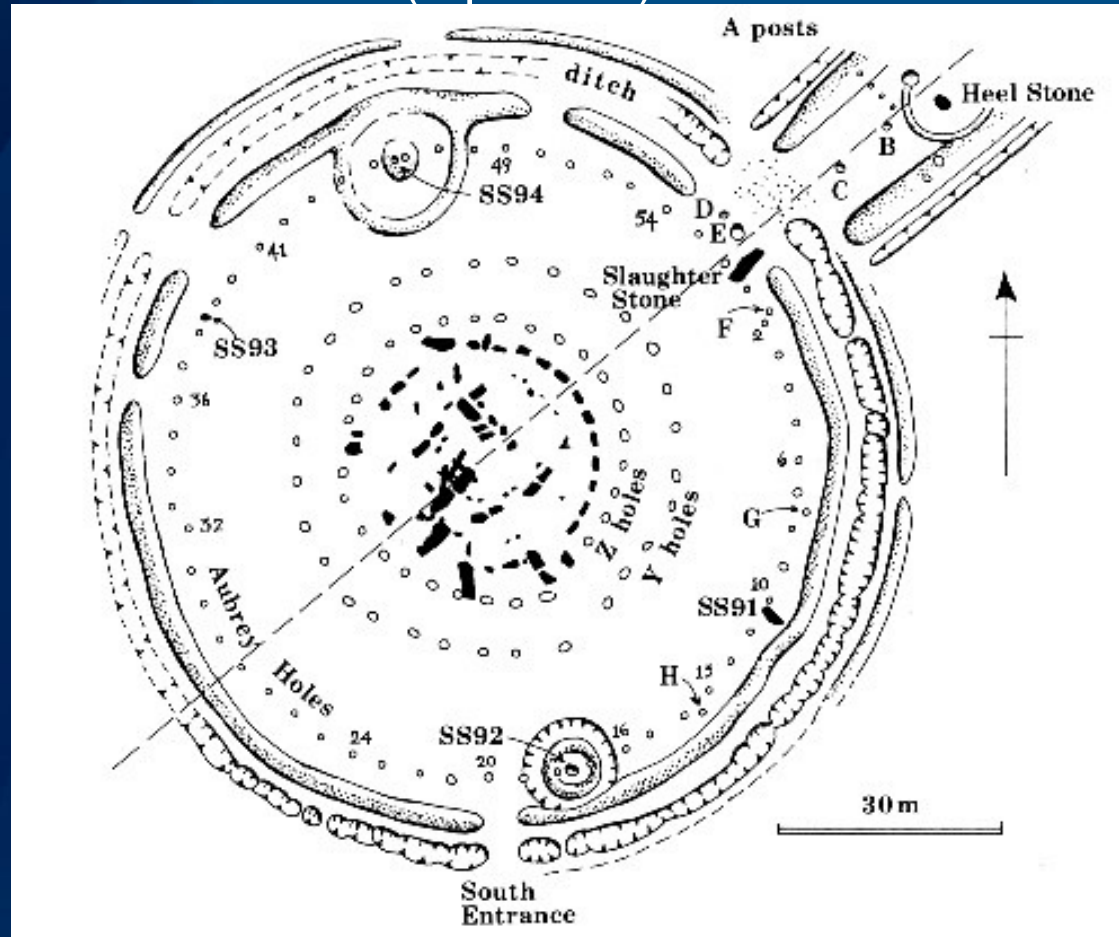 A posts
ditch
Heel Stone
B
49
C
SS94
54
D
E
41
Slaughter
Stone
F
2
SS93
36
6
Z holes
Y holes
G
32
Aubrey
Holes
10
SS91
15
H
16
SS92
24
20
30 m
South
Entrance